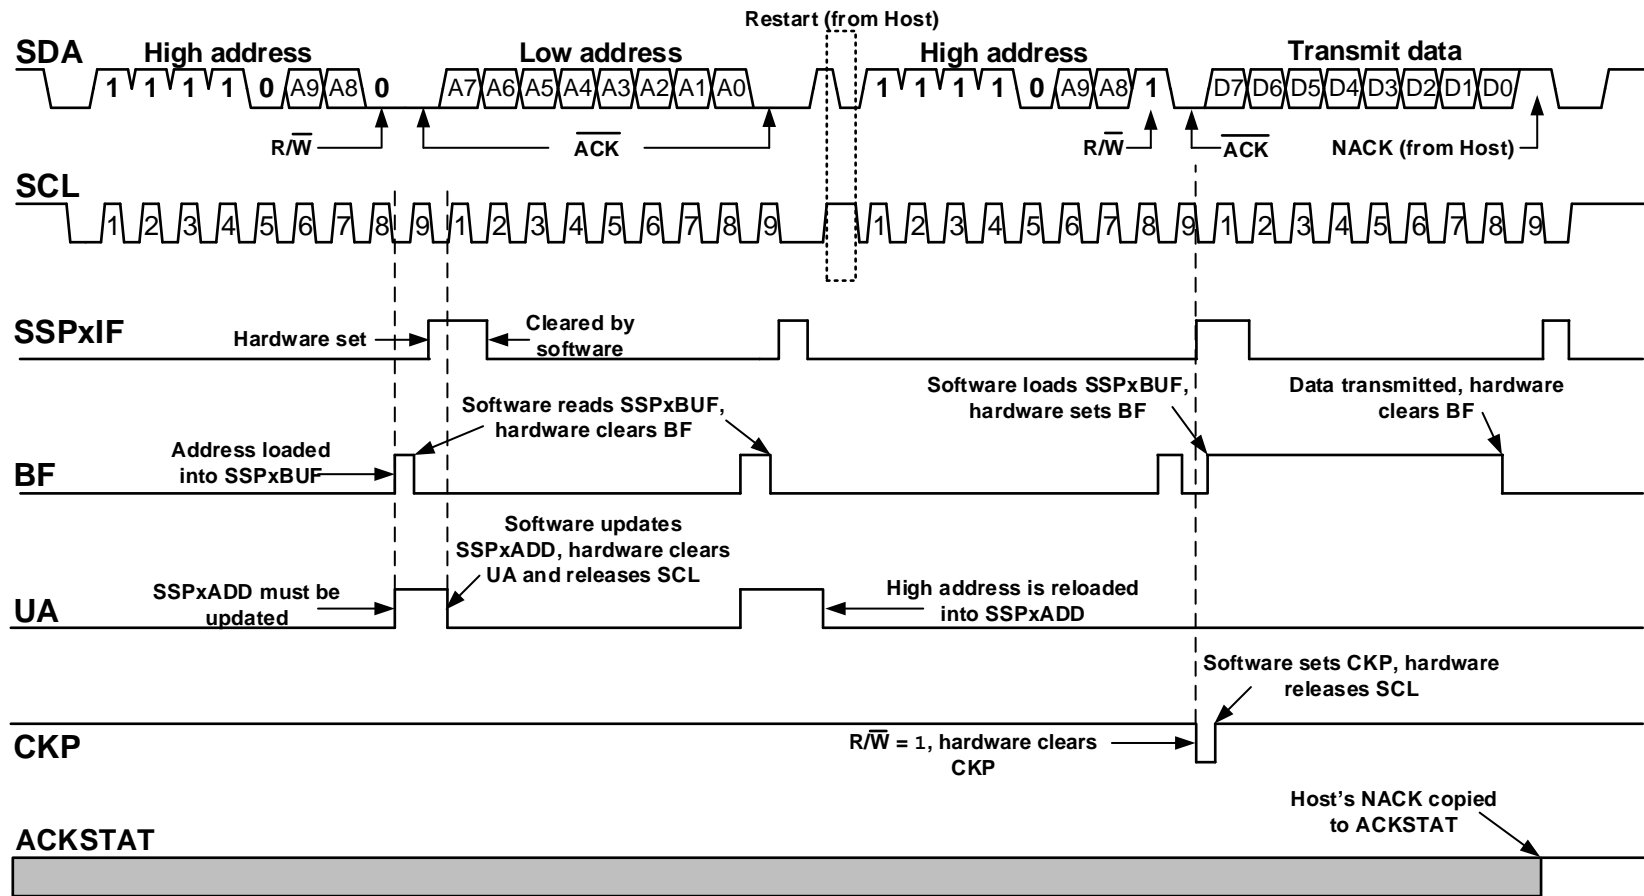 Restart (from Host)
SDA
High address
Low address
High address
Transmit data
1 1 1 1 0 A9 A8 0 A7 A6 A5 A4 A3 A2 A1 A0 1 1 1 1 0 A9 A8 1 D7 D6 D5 D4 D3 D2 D1 D0
R/W̅
A̅C̅K̅
R/W̅
A̅C̅K̅
NACK (from Host)
SCL
1 2 3 4 5 6 7 8 9 1 2 3 4 5 6 7 8 9 1 2 3 4 5 6 7 8 9 1 2 3 4 5 6 7 8 9
SSPxIF
Hardware set
Cleared by
software
BF
Address loaded
into SSPxBUF
Software reads SSPxBUF,
hardware clears BF
Software loads SSPxBUF,
hardware sets BF
Data transmitted, hardware
clears BF
UA
SSPxADD must be
updated
Software updates
SSPxADD, hardware clears
UA and releases SCL
High address is reloaded
into SSPxADD
CKP
R/W̅ = 1, hardware clears
CKP
Software sets CKP, hardware
releases SCL
ACKSTAT
Host's NACK copied
to ACKSTAT